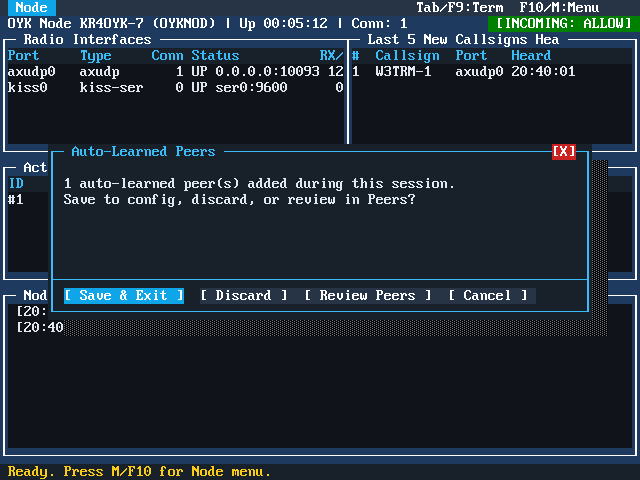 Node Tab/F9:Term F10/M:Menu
OYK Node KR4OYK-7 (OYKNOD) | Up 00:05:12 | Conn: 1 [INCOMING: ALLOW]
Radio Interfaces Last 5 New Callsigns Hea
Port Type Conn Status RX/ # Callsign Port Heard
axudp0 axudp 1 UP 0.0.0.0:10093 12 1 W3TRM-1 axudp0 20:40:01
kiss0 kiss-ser 0 UP ser0:9600 0
Auto-Learned Peers [X]
Act
ID 1 auto-learned peer(s) added during this session.
#1 Save to config, discard, or review in Peers?
Nod [ Save & Exit ] [ Discard ] [ Review Peers ] [ Cancel ]
[20:
[20:40
Ready. Press M/F10 for Node menu.